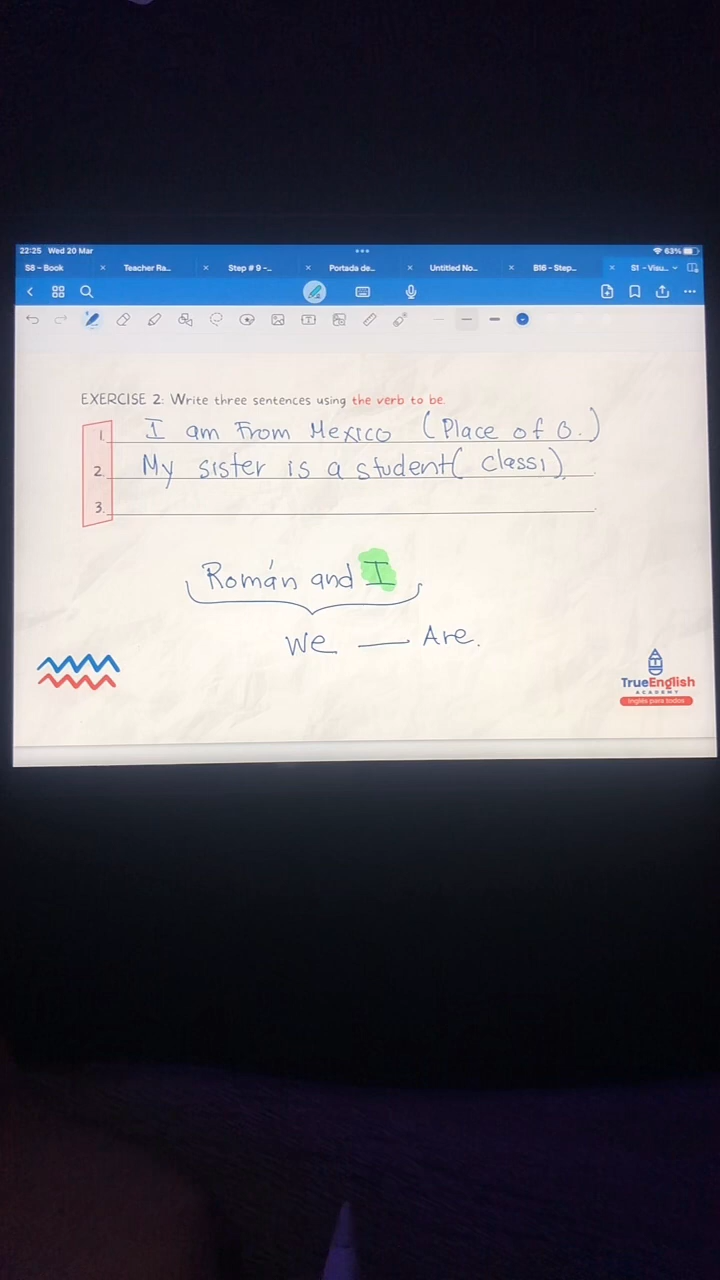 22:25 Wed 20 Mar
63%
S8 - Book
Teacher Ra...
Step # 9 -...
Portada de...
Untitled No...
B16 - Step...
S1 - Visu...
EXERCISE 2: Write three sentences using the verb to be.
1. I am From Mexico (Place of O.)
2. My sister is a student( class1).
3.
Román and I
we — Are.
TrueEnglish
ACADEMY
Inglés para todos